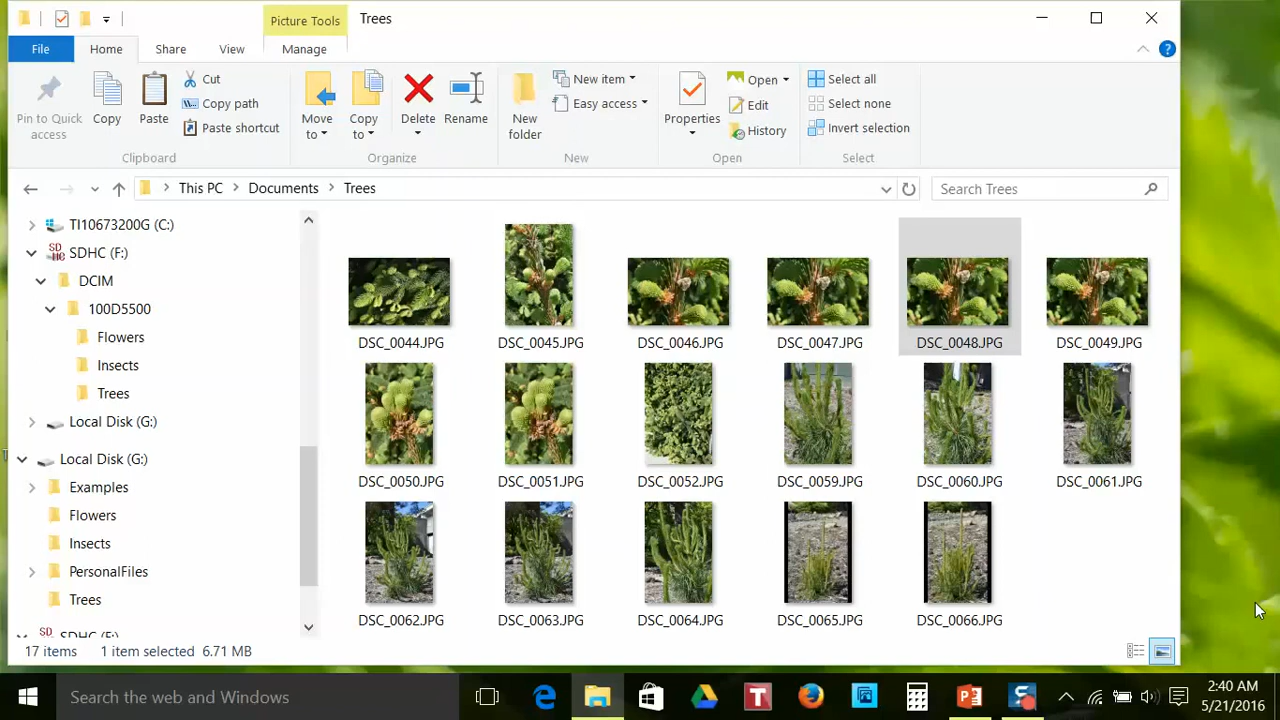 Picture Tools Trees
File Home Share View Manage
Pin to Quick access
Copy
Paste
Cut
Copy path
Paste shortcut
Clipboard
Move to
Copy to
Delete
Rename
Organize
New folder
New item
Easy access
New
Properties
Open
Edit
History
Open
Select all
Select none
Invert selection
Select
This PC Documents Trees
Search Trees
TI10673200G (C:)
SDHC (F:)
DCIM
100D5500
Flowers
Insects
Trees
Local Disk (G:)
Local Disk (G:)
Examples
Flowers
Insects
PersonalFiles
Trees
SDHC (F:)
DSC_0044.JPG DSC_0045.JPG DSC_0046.JPG DSC_0047.JPG DSC_0048.JPG DSC_0049.JPG
DSC_0050.JPG DSC_0051.JPG DSC_0052.JPG DSC_0059.JPG DSC_0060.JPG DSC_0061.JPG
DSC_0062.JPG DSC_0063.JPG DSC_0064.JPG DSC_0065.JPG DSC_0066.JPG
17 items 1 item selected 6.71 MB
Search the web and Windows
2:40 AM
5/21/2016